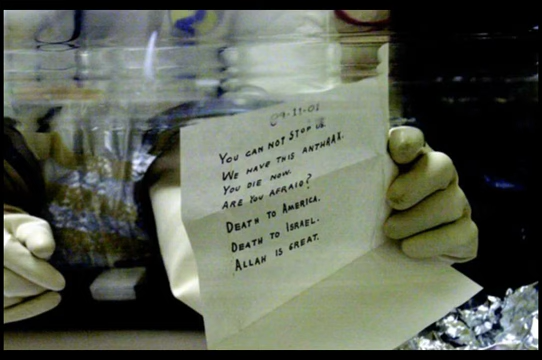 09-11-01
YOU CAN NOT STOP US.
WE HAVE THIS ANTHRAX.
YOU DIE NOW.
ARE YOU AFRAID?
DEATH TO AMERICA.
DEATH TO ISRAEL.
ALLAH IS GREAT.